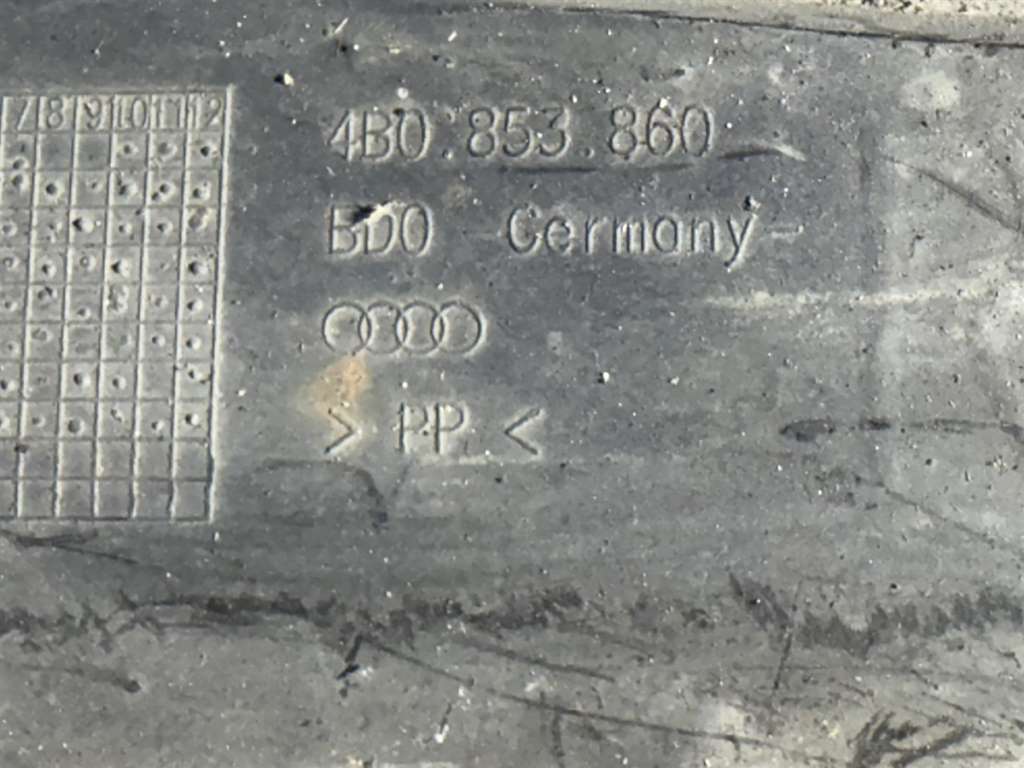 7 8 9 10 11 12
4B0.853.860
BD0 -Germany-
> PP <